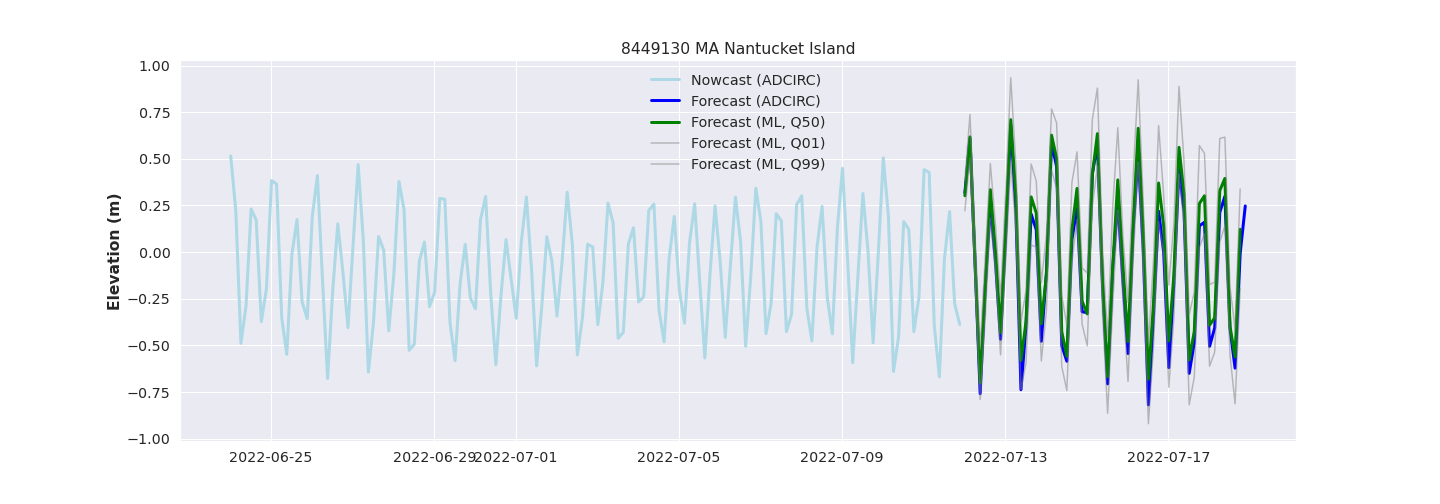 8449130 MA Nantucket Island
1.00
0.75
0.50
0.25
0.00
−0.25
−0.50
−0.75
−1.00
Elevation (m)
Nowcast (ADCIRC)
Forecast (ADCIRC)
Forecast (ML, Q50)
Forecast (ML, Q01)
Forecast (ML, Q99)
2022-06-25 2022-06-29 2022-07-01 2022-07-05 2022-07-09 2022-07-13 2022-07-17